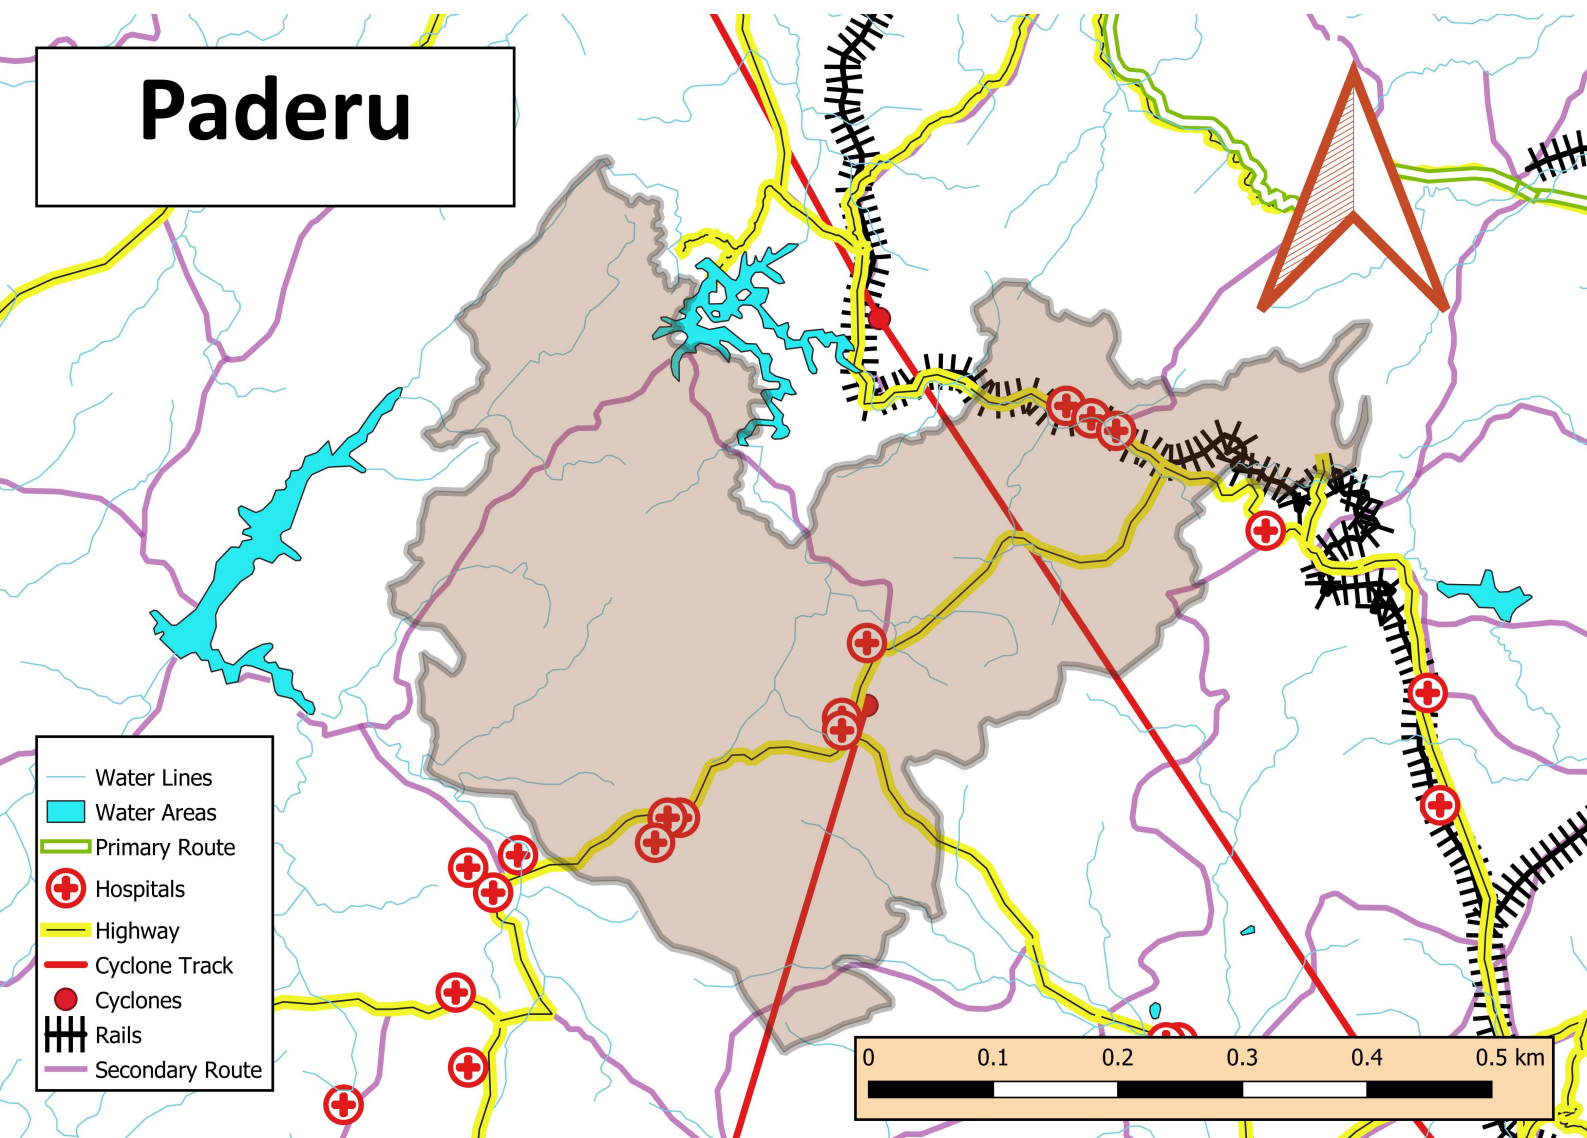 Paderu
Water Lines
Water Areas
Primary Route
Hospitals
Highway
Cyclone Track
Cyclones
Rails
Secondary Route
0 0.1 0.2 0.3 0.4 0.5 km